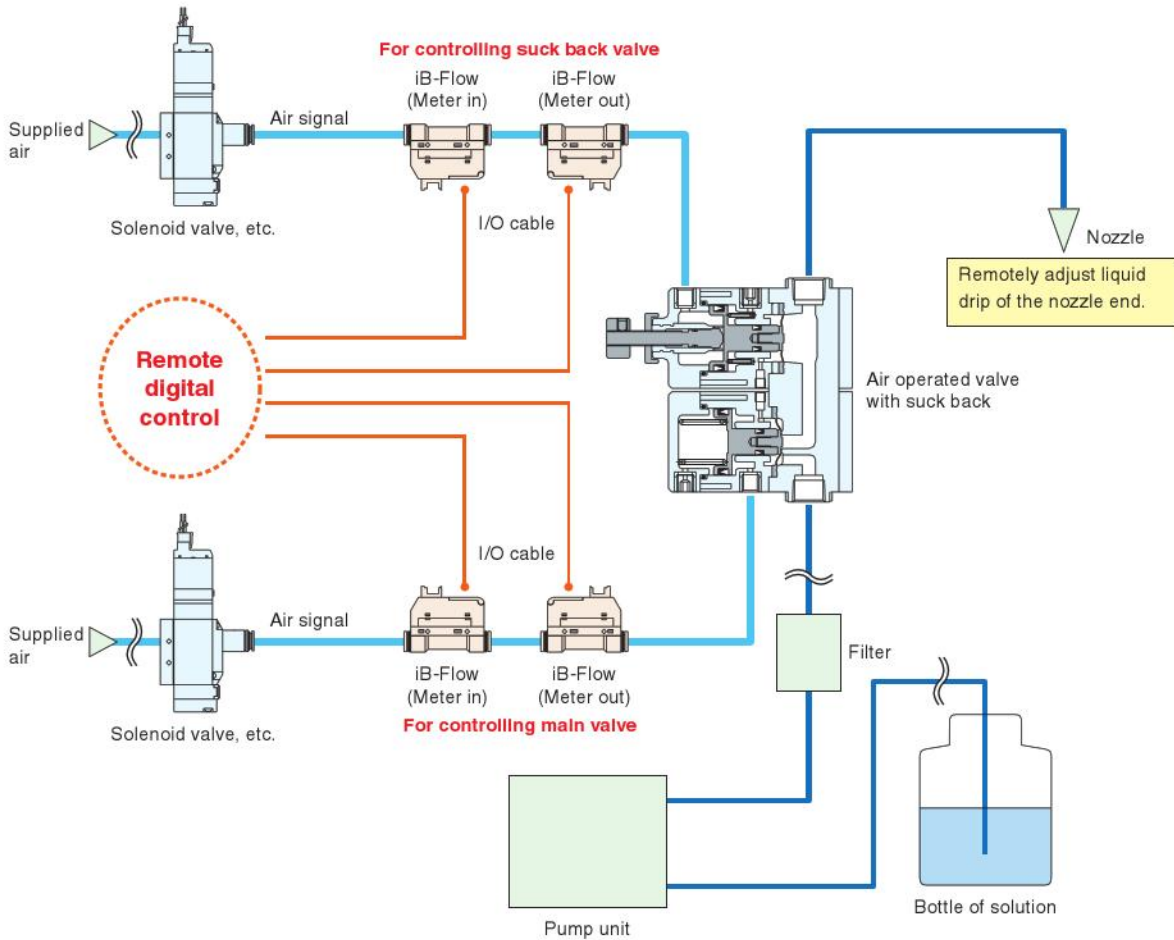 For controlling suck back valve
iB-Flow
(Meter in)
iB-Flow
(Meter out)
Supplied
air
Air signal
Solenoid valve, etc.
I/O cable
Nozzle
Remotely adjust liquid
drip of the nozzle end.
Remote
digital
control
Air operated valve
with suck back
I/O cable
Supplied
air
Air signal
iB-Flow
(Meter in)
iB-Flow
(Meter out)
For controlling main valve
Solenoid valve, etc.
Filter
Pump unit
Bottle of solution